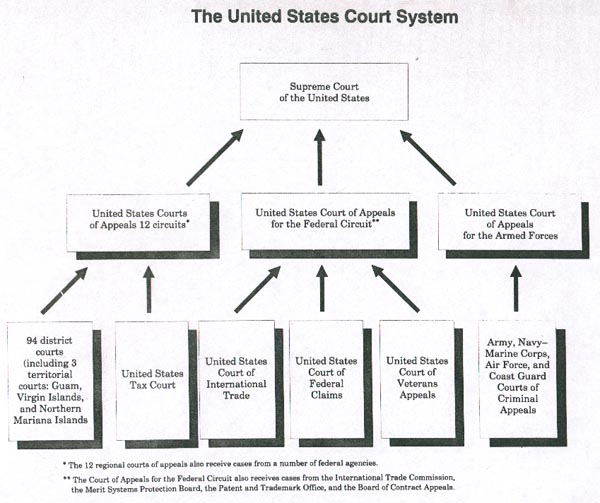 The United States Court System
Supreme Court
of the United States
United States Courts
of Appeals 12 circuits*
United States Court of Appeals
for the Federal Circuit**
United States Court
of Appeals
for the Armed Forces
94 district
courts
(including 3
territorial
courts: Guam,
Virgin Islands,
and Northern
Mariana Islands
United States
Tax Court
United States
Court of
International
Trade
United States
Court of
Federal
Claims
United States
Court of
Veterans
Appeals
Army, Navy–
Marine Corps,
Air Force, and
Coast Guard
Courts of
Criminal
Appeals
* The 12 regional courts of appeals also receive cases from a number of federal agencies.
** The Court of Appeals for the Federal Circuit also receives cases from the International Trade Commission,
the Merit Systems Protection Board, the Patent and Trademark Office, and the Board of Contract Appeals.